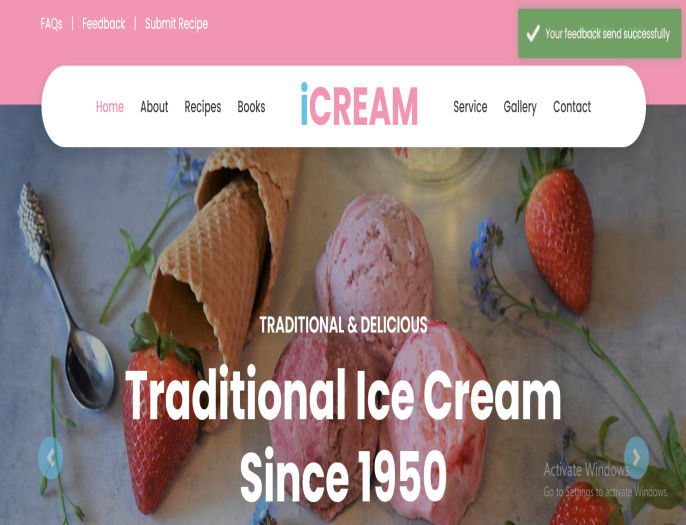 FAQs | Feedback | Submit Recipe
Your feedback send successfully
Home About Recipes Books iCREAM Service Gallery Contact
TRADITIONAL & DELICIOUS
Traditional Ice Cream
Since 1950
Activate Windows
Go to Settings to activate Windows.